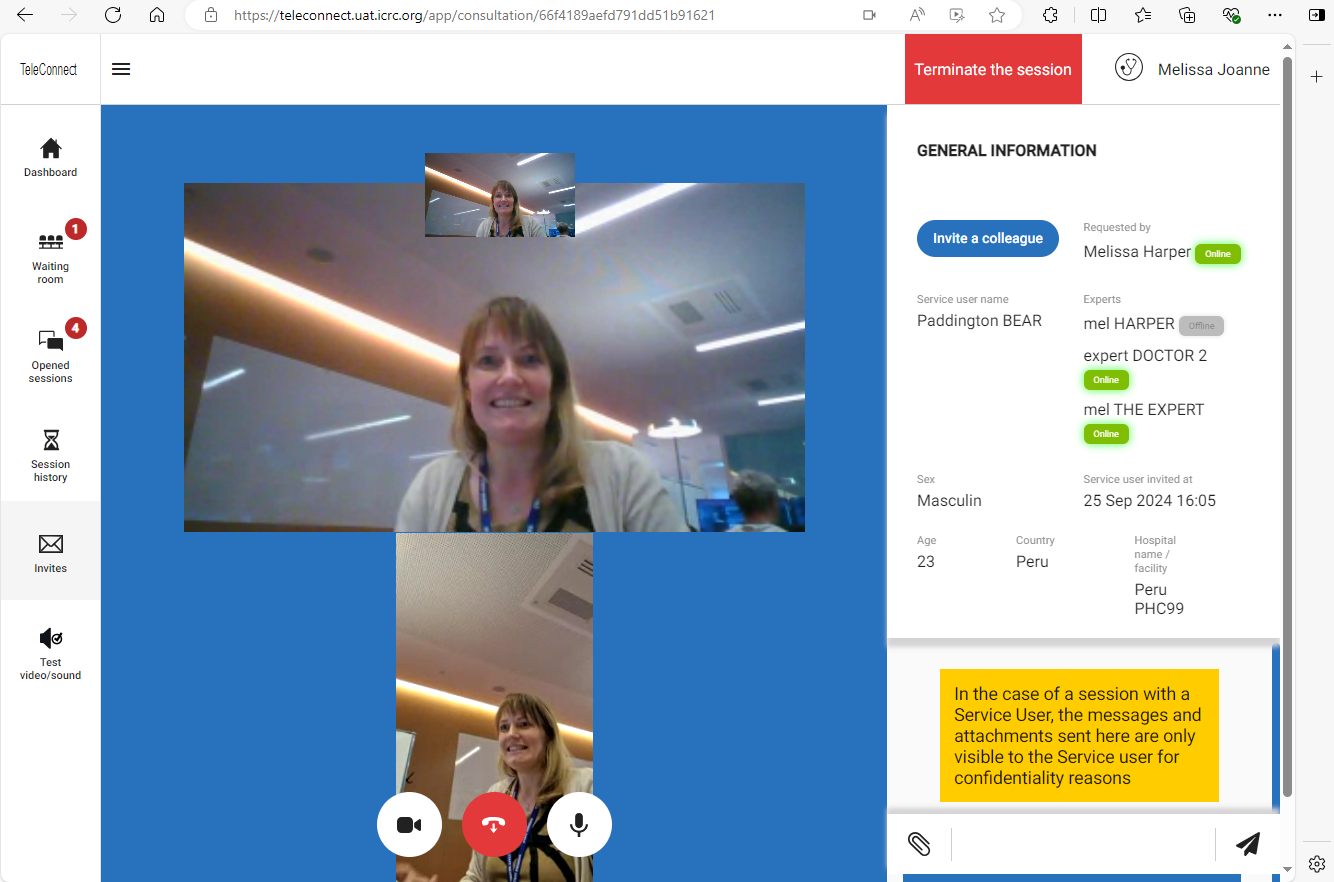 https://teleconnect.uat.icrc.org/app/consultation/66f4189aefd791dd51b91621
TeleConnect
Terminate the session
Melissa Joanne
Dashboard
1
Waiting
room
4
Opened
sessions
Session
history
Invites
Test
video/sound
GENERAL INFORMATION
Invite a colleague
Requested by
Melissa Harper Online
Service user name
Paddington BEAR
Experts
mel HARPER Offline
expert DOCTOR 2
Online
mel THE EXPERT
Online
Sex
Masculin
Service user invited at
25 Sep 2024 16:05
Age
23
Country
Peru
Hospital
name /
facility
Peru
PHC99
In the case of a session with a
Service User, the messages and
attachments sent here are only
visible to the Service user for
confidentiality reasons